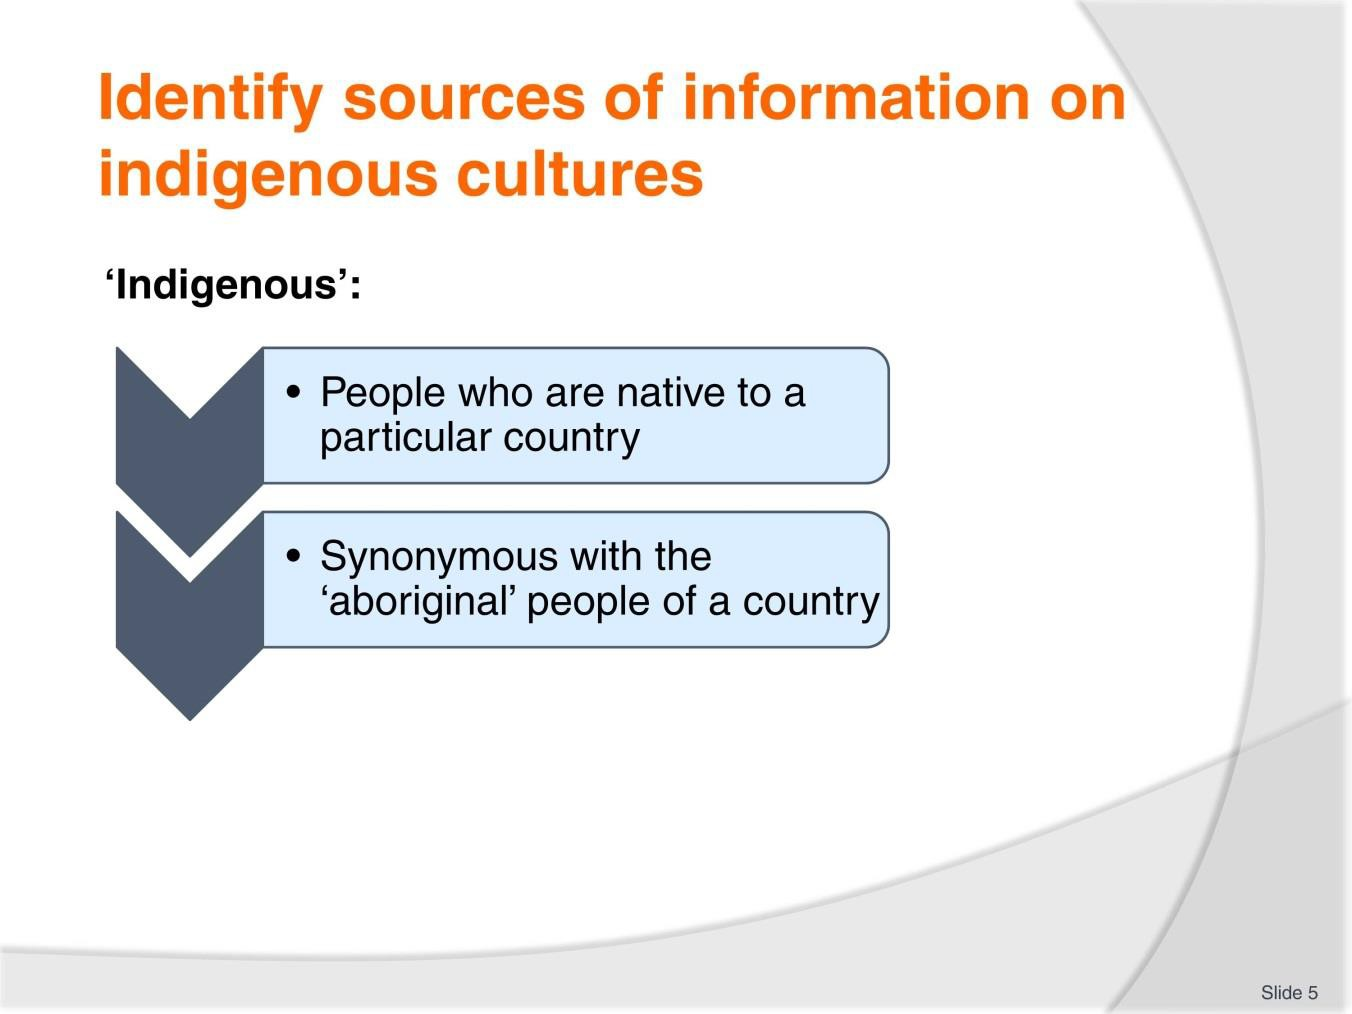 Identify sources of information on
indigenous cultures
‘Indigenous’:
• People who are native to a
particular country
• Synonymous with the
‘aboriginal’ people of a country
Slide 5